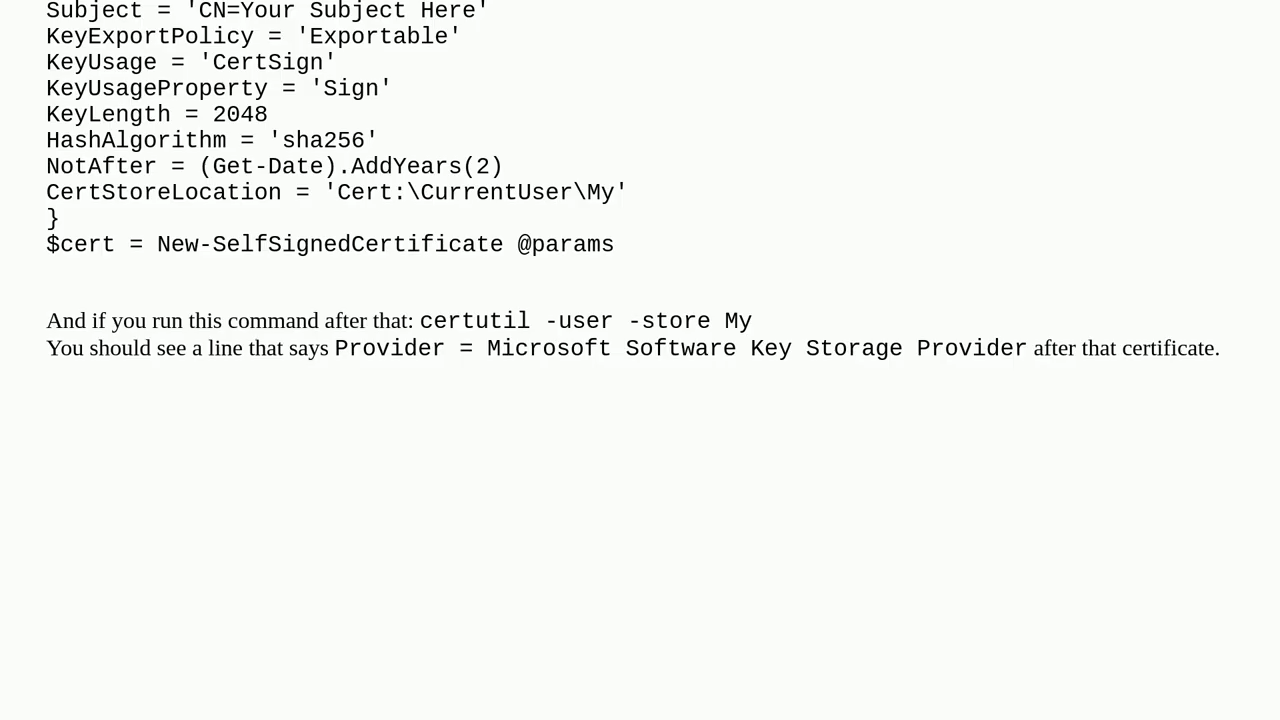 Subject = 'CN=Your Subject Here'
KeyExportPolicy = 'Exportable'
KeyUsage = 'CertSign'
KeyUsageProperty = 'Sign'
KeyLength = 2048
HashAlgorithm = 'sha256'
NotAfter = (Get-Date).AddYears(2)
CertStoreLocation = 'Cert:\CurrentUser\My'
}
$cert = New-SelfSignedCertificate @params
And if you run this command after that: certutil -user -store My
You should see a line that says Provider = Microsoft Software Key Storage Provider after that certificate.